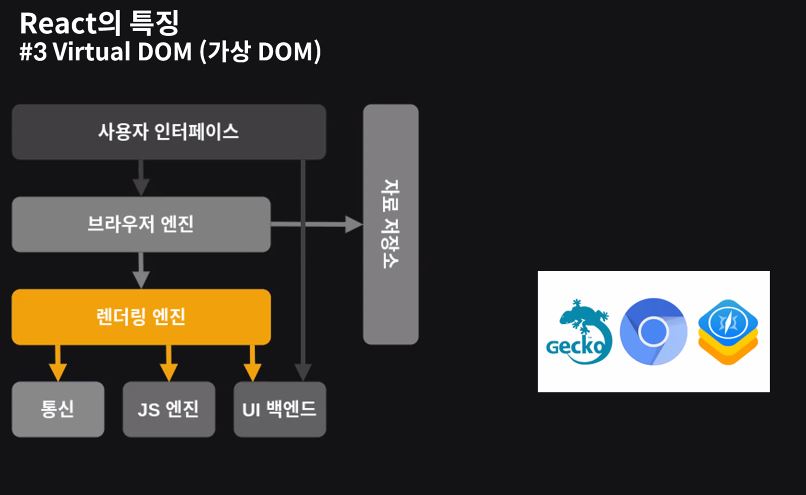 React의 특징
#3 Virtual DOM (가상 DOM)
사용자 인터페이스
브라우저 엔진
자료 저장소
렌더링 엔진
통신
JS 엔진
UI 백엔드
Gecko